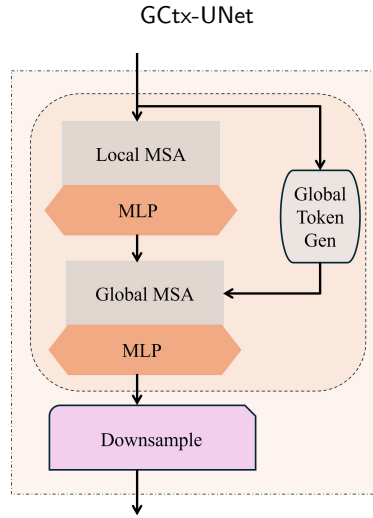 GCtx-UNet
Local MSA
MLP
Global
Token
Gen
Global MSA
MLP
Downsample